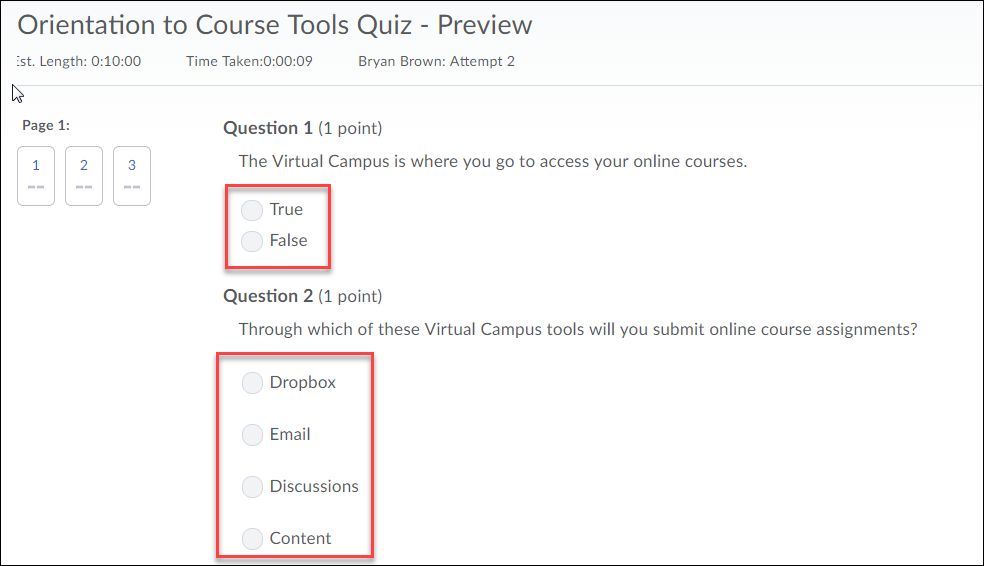 Orientation to Course Tools Quiz - Preview
Est. Length: 0:10:00 Time Taken:0:00:09 Bryan Brown: Attempt 2
Page 1:
1 2 3
-- -- --
Question 1 (1 point)
The Virtual Campus is where you go to access your online courses.
True
False
Question 2 (1 point)
Through which of these Virtual Campus tools will you submit online course assignments?
Dropbox
Email
Discussions
Content